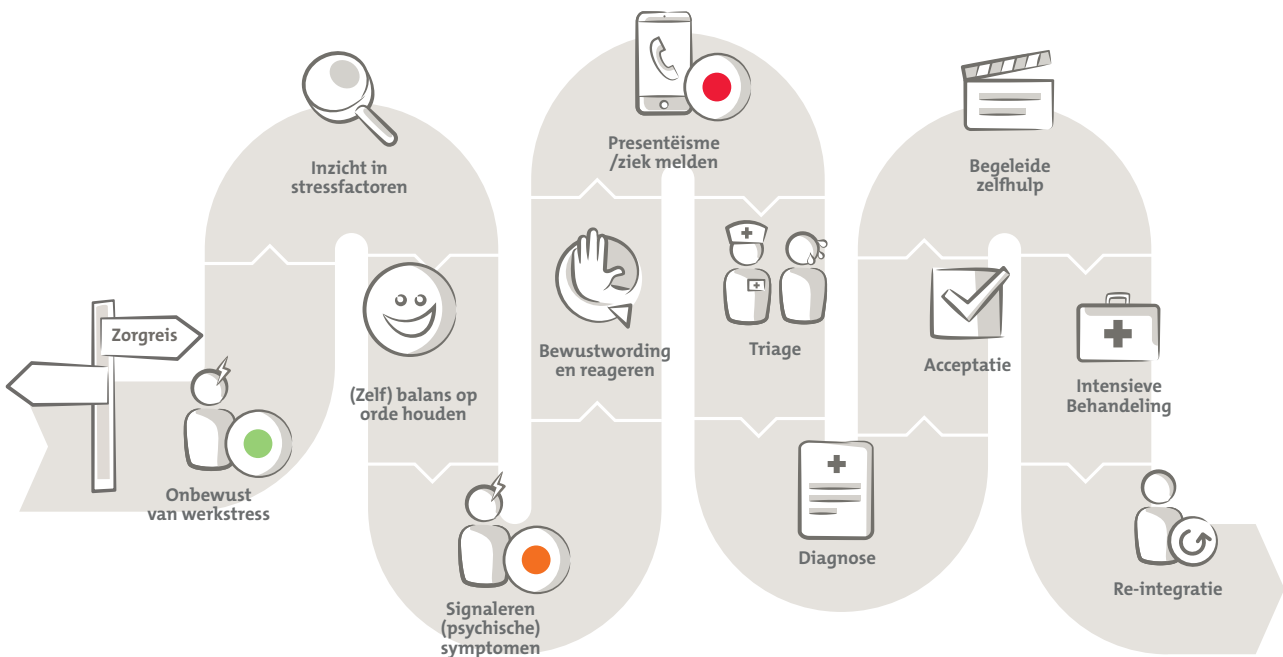 Zorgreis
Onbewust
van werkstress
Inzicht in
stressfactoren
(Zelf) balans op
orde houden
Signaleren
(psychische)
symptomen
Bewustwording
en reageren
Presentëisme
/ziek melden
Triage
Diagnose
Acceptatie
Begeleide
zelfhulp
Intensieve
Behandeling
Re-integratie